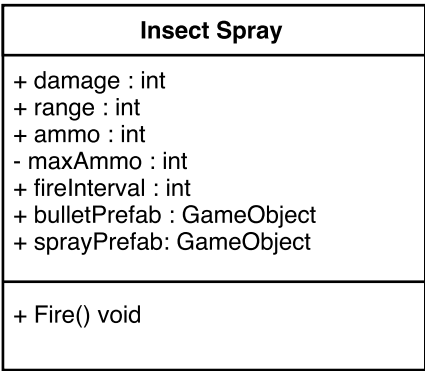 Insect Spray
+ damage : int
+ range : int
+ ammo : int
- maxAmmo : int
+ fireInterval : int
+ bulletPrefab : GameObject
+ sprayPrefab: GameObject
+ Fire() void